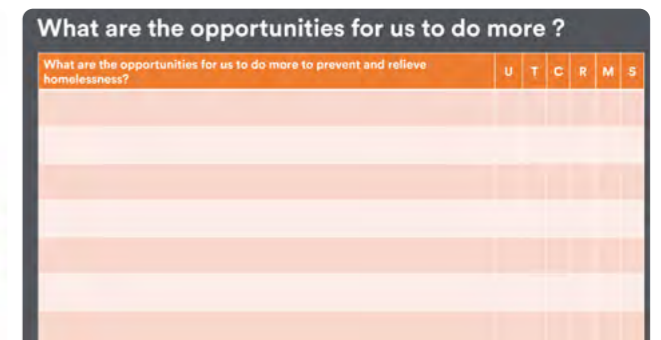 What are the opportunities for us to do more ?
What are the opportunities for us to do more to prevent and relieve
homelessness?
U T C R M S